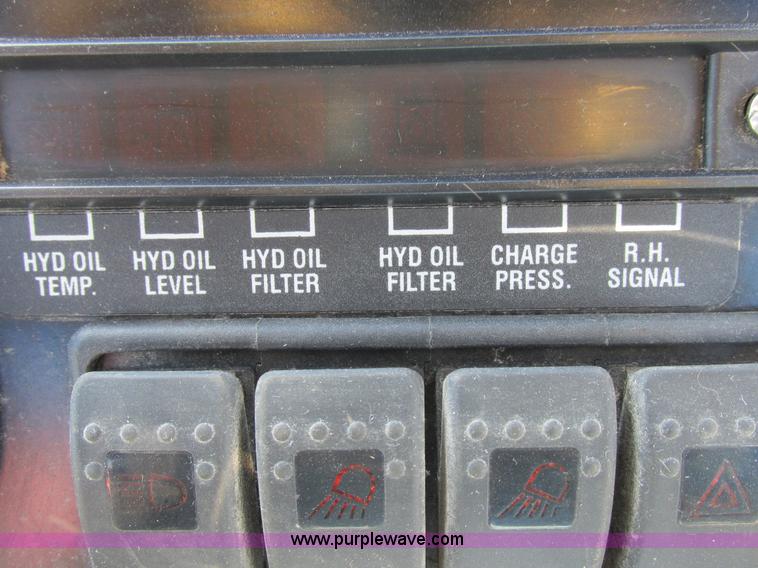 HYD OIL
TEMP.
HYD OIL
LEVEL
HYD OIL
FILTER
HYD OIL
FILTER
CHARGE
PRESS.
R.H.
SIGNAL
www.purplewave.com